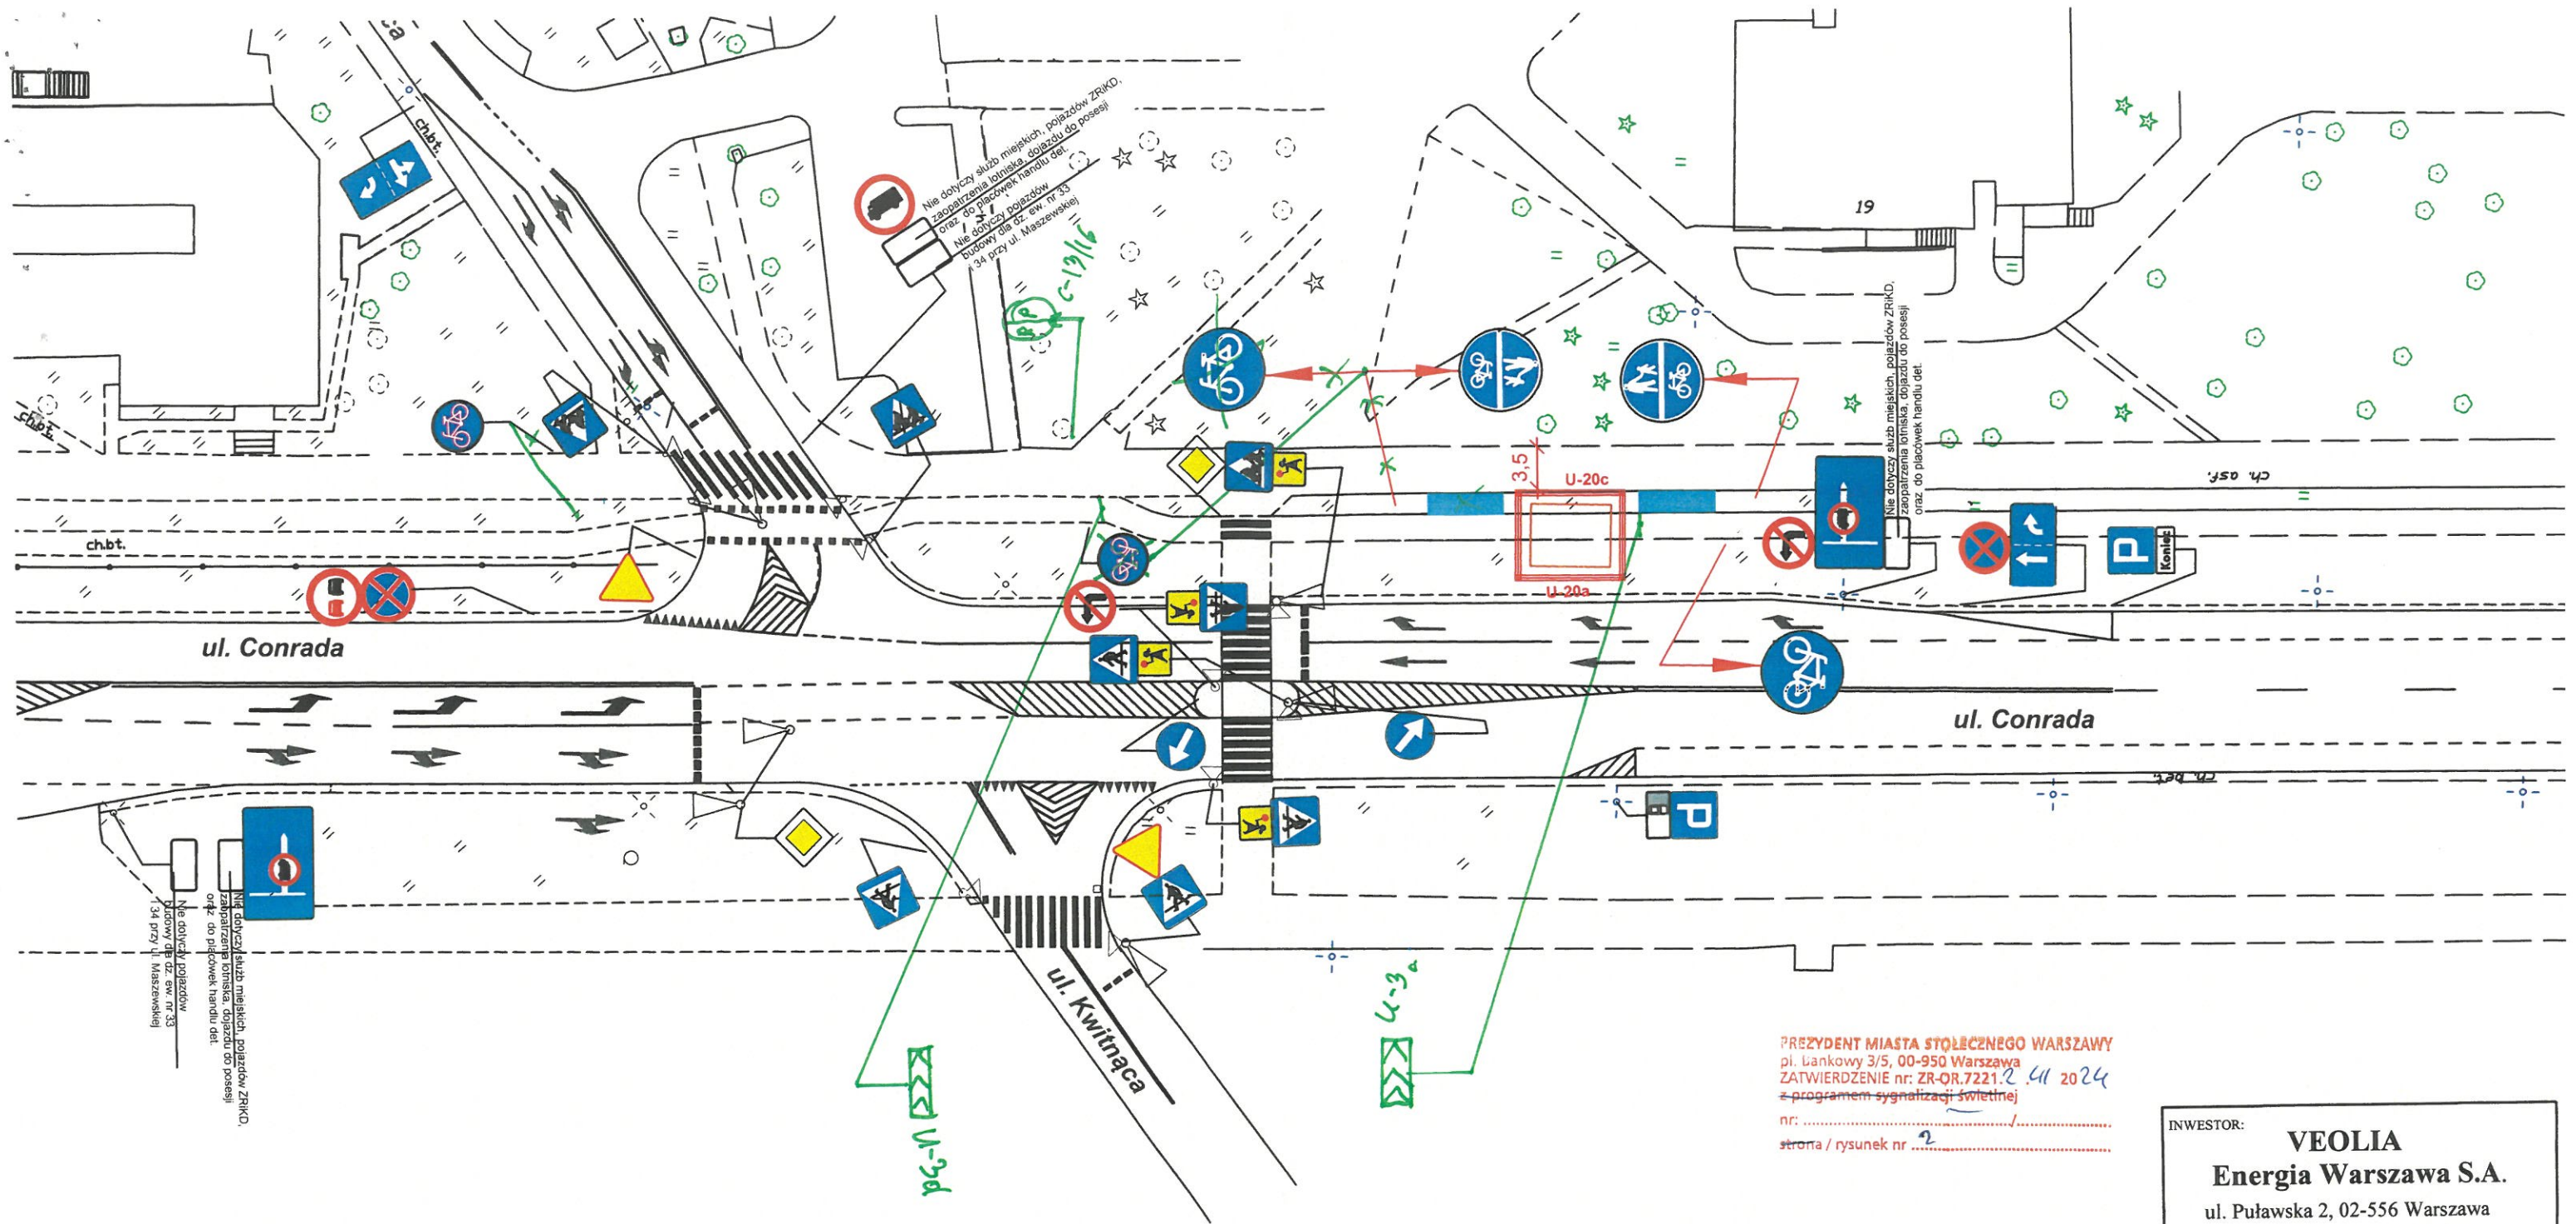 ch.bt.
Nie dotyczy służb miejskich, pojazdów ZRiKD,
zaopatrzenia lotniska, dojazdu do posesji
oraz do placówek handlu det.
Nie dotyczy pojazdów
budowy dla dz. ew. nr 33
i 34 przy ul. Maszewskiej
C-13/16
19
Nie dotyczy służb miejskich, pojazdów ZRiKD,
zaopatrzenia lotniska, dojazdu do posesji
oraz do placówek handlu det.
ch.bt.
3,5
U-20c
ch. asf.
ch.bt.
P
Koniec
U-20a
ul. Conrada
ul. Conrada
ch. bet.
P
Nie dotyczy służb miejskich, pojazdów ZRiKD,
zaopatrzenia lotniska, dojazdu do posesji
oraz do placówek handlu det.
Nie dotyczy pojazdów
budowy dla dz. ew. nr 33
i 34 przy ul. Maszewskiej
ul. Kwitnąca
U-3d
PREZYDENT MIASTA STOŁECZNEGO WARSZAWY
pl. Bankowy 3/5, 00-950 Warszawa
ZATWIERDZENIE nr: ZR-OR.7221.2 .41 2024
z programem sygnalizacji świetlnej
nr: ........................................../..........................
strona / rysunek nr 2
INWESTOR:
VEOLIA
Energia Warszawa S.A.
ul. Puławska 2, 02-556 Warszawa